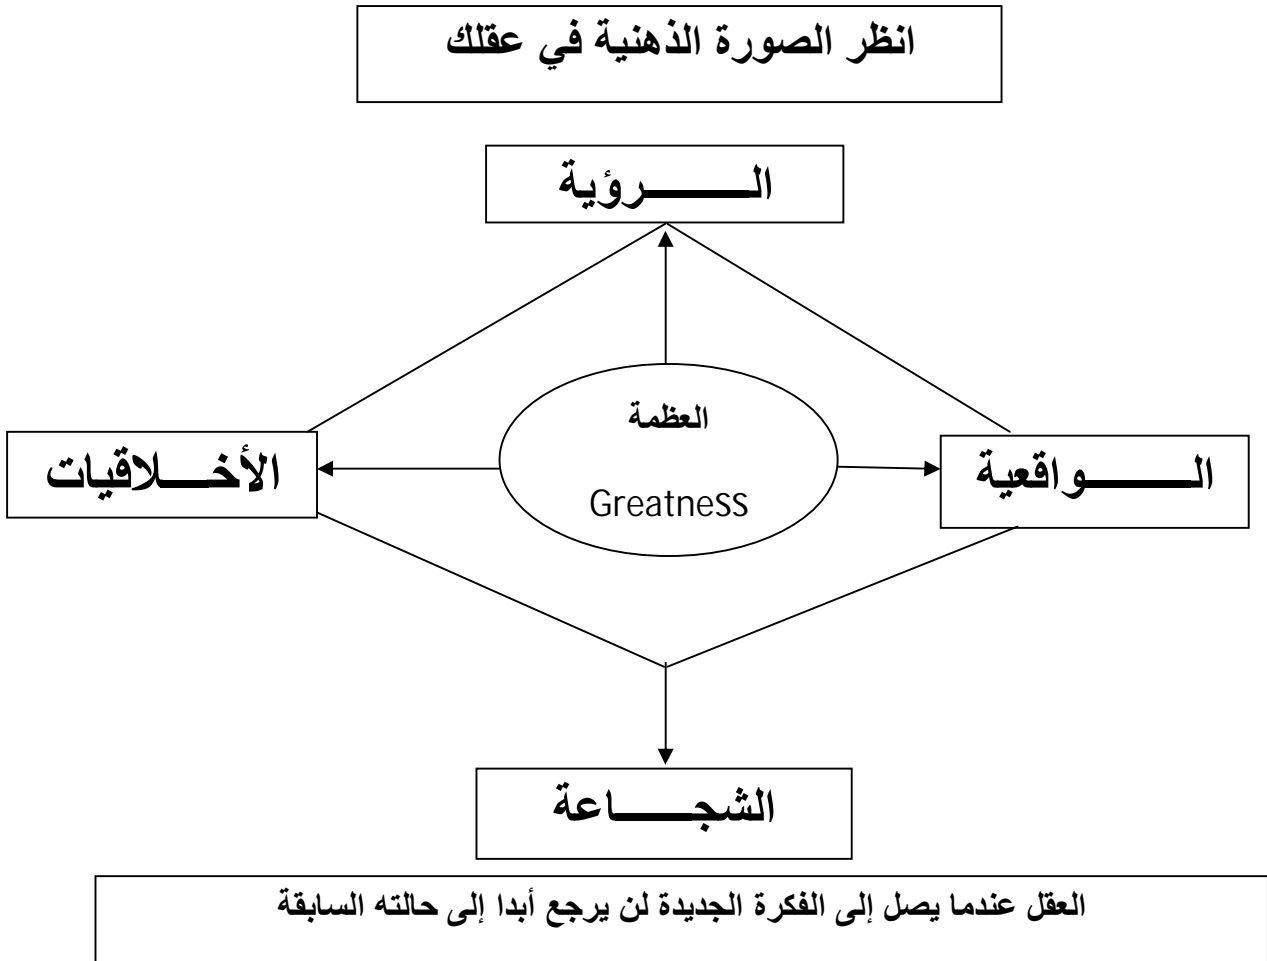 انظر الصورة الذهنية في عقلك
الـــــــرؤية
العظمة
Greatness
الـــــــواقعية
الأخـــلاقيات
الشجـــــاعة
العقل عندما يصل إلى الفكرة الجديدة لن يرجع أبدا إلى حالته السابقة